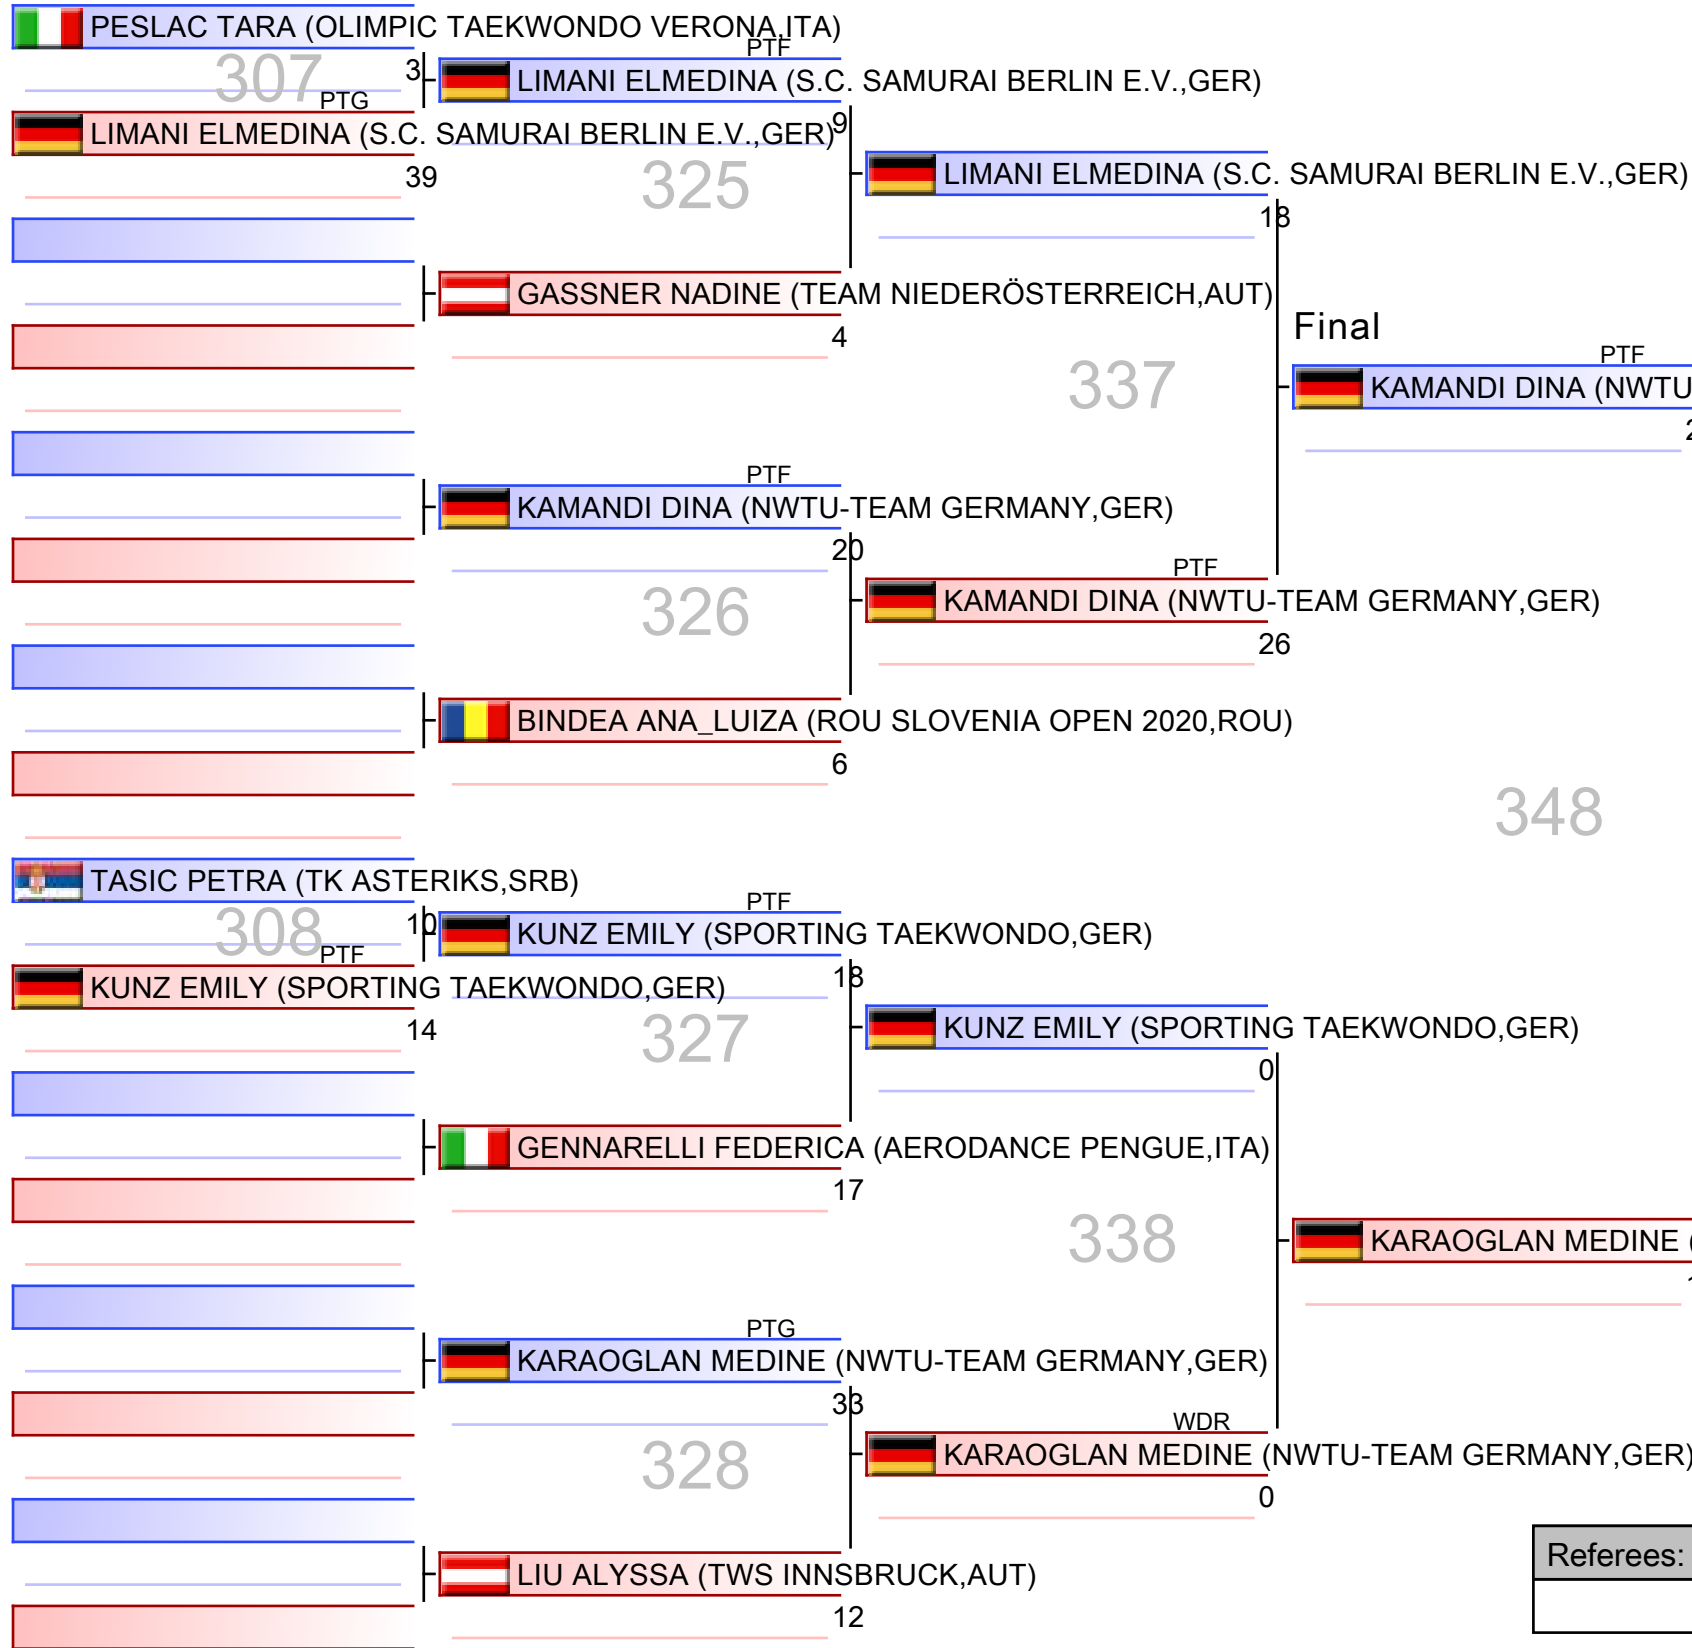 PESLAC TARA (OLIMPIC TAEKWONDO VERONA,ITA)
307
3
PTG
LIMANI ELMEDINA (S.C. SAMURAI BERLIN E.V.,GER)
39
PTF
LIMANI ELMEDINA (S.C. SAMURAI BERLIN E.V.,GER)
9
325
GASSNER NADINE (TEAM NIEDERÖSTERREICH,AUT)
4
LIMANI ELMEDINA (S.C. SAMURAI BERLIN E.V.,GER)
18
337
PTF
KAMANDI DINA (NWTU-TEAM GERMANY,GER)
20
326
BINDEA ANA_LUIZA (ROU SLOVENIA OPEN 2020,ROU)
6
PTF
KAMANDI DINA (NWTU-TEAM GERMANY,GER)
26
Final
PTF
KAMANDI DINA (NWTU
2
348
TASIC PETRA (TK ASTERIKS,SRB)
308
10
PTF
KUNZ EMILY (SPORTING TAEKWONDO,GER)
14
PTF
KUNZ EMILY (SPORTING TAEKWONDO,GER)
18
327
GENNARELLI FEDERICA (AERODANCE PENGUE,ITA)
17
KUNZ EMILY (SPORTING TAEKWONDO,GER)
0
338
PTG
KARAOGLAN MEDINE (NWTU-TEAM GERMANY,GER)
33
328
LIU ALYSSA (TWS INNSBRUCK,AUT)
12
WDR
KARAOGLAN MEDINE (NWTU-TEAM GERMANY,GER)
0
KARAOGLAN MEDINE (
1
Referees: